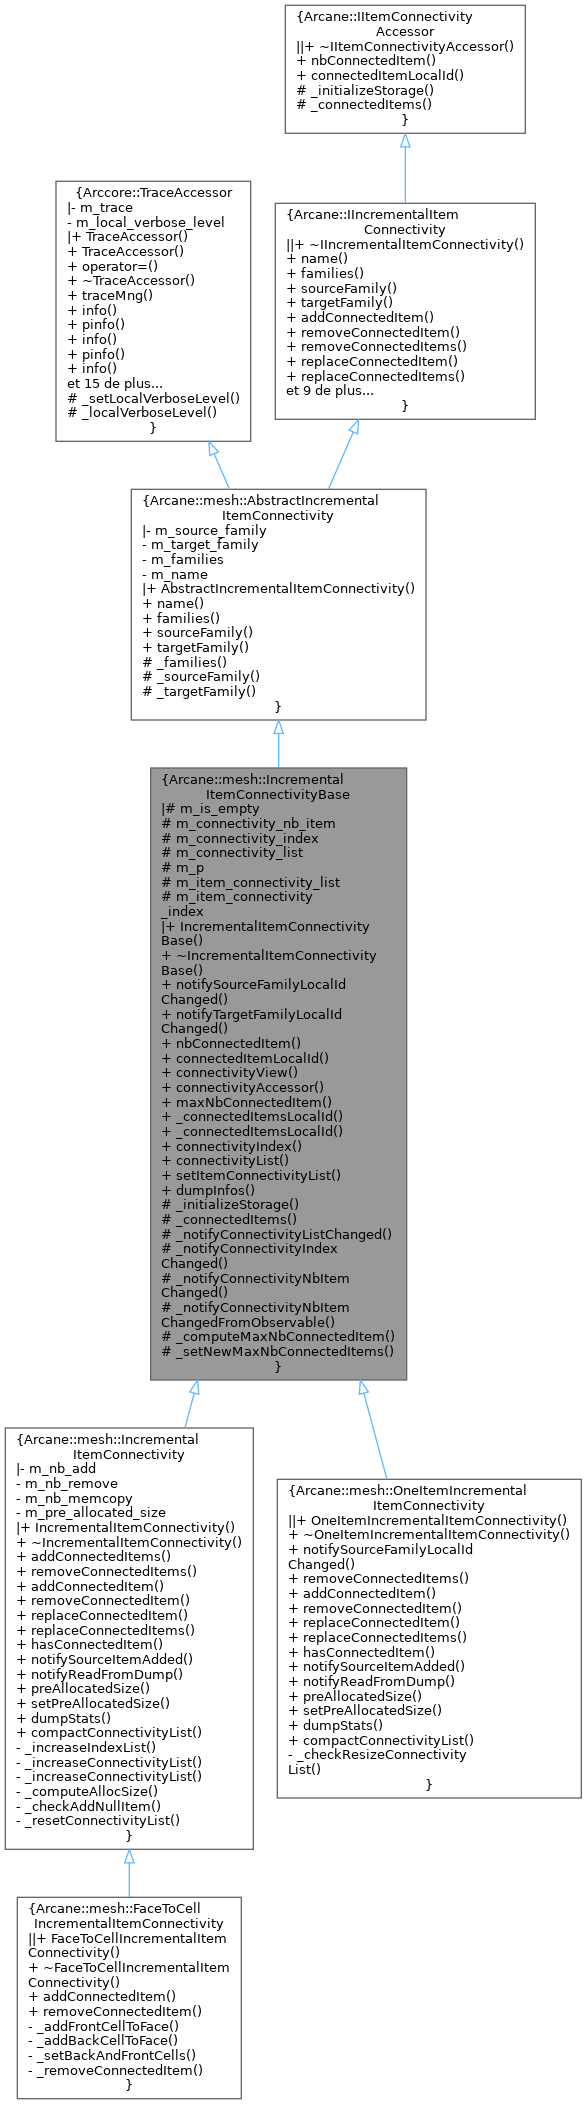 {Arcane::IItemConnectivity
Accessor
||+ ~IItemConnectivityAccessor()
+ nbConnectedItem()
+ connectedItemLocalId()
# _initializeStorage()
# _connectedItems()
}
{Arccore::TraceAccessor
|- m_trace
- m_local_verbose_level
|+ TraceAccessor()
+ TraceAccessor()
+ operator=()
+ ~TraceAccessor()
+ traceMng()
+ info()
+ pinfo()
+ info()
+ pinfo()
+ info()
et 15 de plus...
# _setLocalVerboseLevel()
# _localVerboseLevel()
}
{Arcane::IIncrementalItem
Connectivity
||+ ~IIncrementalItemConnectivity()
+ name()
+ families()
+ sourceFamily()
+ targetFamily()
+ addConnectedItem()
+ removeConnectedItem()
+ removeConnectedItems()
+ replaceConnectedItem()
+ replaceConnectedItems()
et 9 de plus...
}
{Arcane::mesh::AbstractIncremental
ItemConnectivity
|- m_source_family
- m_target_family
- m_families
- m_name
|+ AbstractIncrementalItemConnectivity()
+ name()
+ families()
+ sourceFamily()
+ targetFamily()
# _families()
# _sourceFamily()
# _targetFamily()
}
{Arcane::mesh::Incremental
ItemConnectivityBase
|# m_is_empty
# m_connectivity_nb_item
# m_connectivity_index
# m_connectivity_list
# m_p
# m_item_connectivity_list
# m_item_connectivity
_index
|+ IncrementalItemConnectivity
Base()
+ ~IncrementalItemConnectivity
Base()
+ notifySourceFamilyLocalId
Changed()
+ notifyTargetFamilyLocalId
Changed()
+ nbConnectedItem()
+ connectedItemLocalId()
+ connectivityView()
+ connectivityAccessor()
+ maxNbConnectedItem()
+ _connectedItemsLocalId()
+ _connectedItemsLocalId()
+ connectivityIndex()
+ connectivityList()
+ setItemConnectivityList()
+ dumpInfos()
# _initializeStorage()
# _connectedItems()
# _notifyConnectivityListChanged()
# _notifyConnectivityIndex
Changed()
# _notifyConnectivityNbItem
Changed()
# _notifyConnectivityNbItem
ChangedFromObservable()
# _computeMaxNbConnectedItem()
# _setNewMaxNbConnectedItems()
}
{Arcane::mesh::Incremental
ItemConnectivity
|- m_nb_add
- m_nb_remove
- m_nb_memcopy
- m_pre_allocated_size
|+ IncrementalItemConnectivity()
+ ~IncrementalItemConnectivity()
+ addConnectedItems()
+ removeConnectedItems()
+ addConnectedItem()
+ removeConnectedItem()
+ replaceConnectedItem()
+ replaceConnectedItems()
+ hasConnectedItem()
+ notifySourceItemAdded()
+ notifyReadFromDump()
+ preAllocatedSize()
+ setPreAllocatedSize()
+ dumpStats()
+ compactConnectivityList()
- _increaseIndexList()
- _increaseConnectivityList()
- _increaseConnectivityList()
- _computeAllocSize()
- _checkAddNullItem()
- _resetConnectivityList()
}
{Arcane::mesh::OneItemIncremental
ItemConnectivity
||+ OneItemIncrementalItemConnectivity()
+ ~OneItemIncrementalItemConnectivity()
+ notifySourceFamilyLocalId
Changed()
+ removeConnectedItems()
+ addConnectedItem()
+ removeConnectedItem()
+ replaceConnectedItem()
+ replaceConnectedItems()
+ hasConnectedItem()
+ notifySourceItemAdded()
+ notifyReadFromDump()
+ preAllocatedSize()
+ setPreAllocatedSize()
+ dumpStats()
+ compactConnectivityList()
- _checkResizeConnectivity
List()
}
{Arcane::mesh::FaceToCell
IncrementalItemConnectivity
||+ FaceToCellIncrementalItem
Connectivity()
+ ~FaceToCellIncrementalItem
Connectivity()
+ addConnectedItem()
+ removeConnectedItem()
- _addFrontCellToFace()
- _addBackCellToFace()
- _setBackAndFrontCells()
- _removeConnectedItem()
}